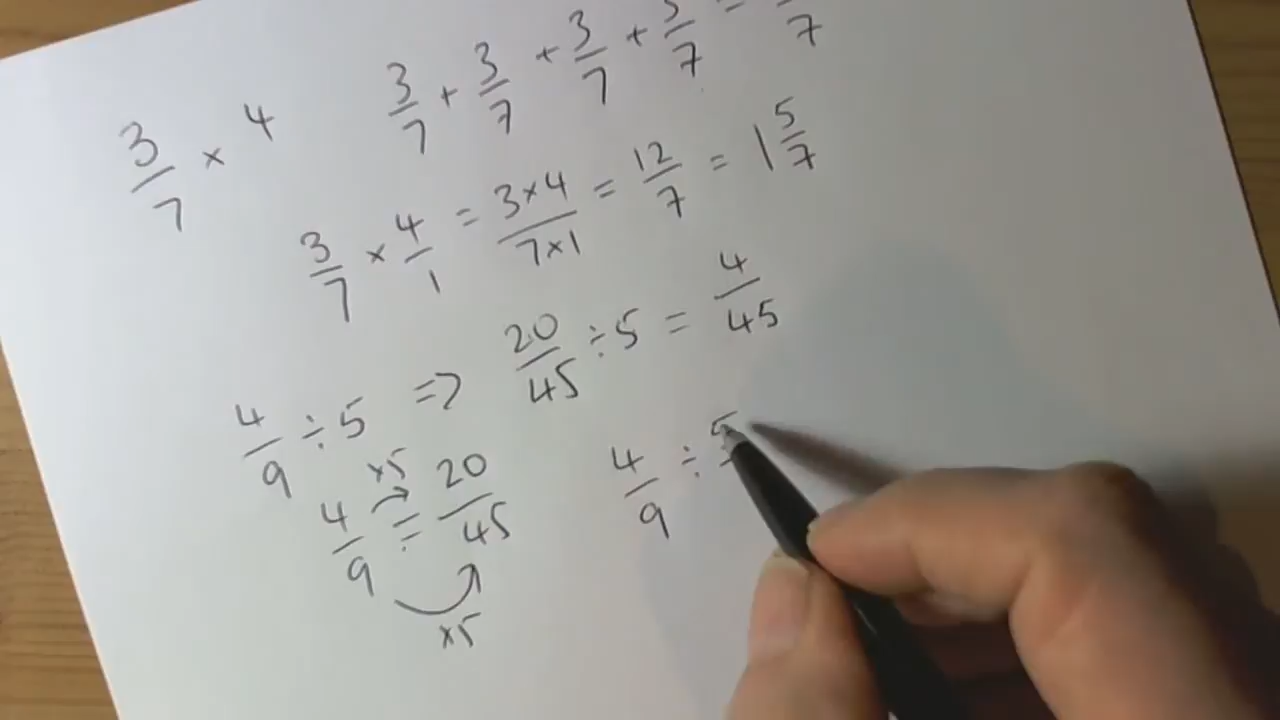 3/7 × 4
3/7 + 3/7 + 3/7 + 3/7 = /7
3/7 × 4/1 = 3×4/7×1 = 12/7 = 1 5/7
4/9 ÷ 5 => 20/45 ÷ 5 = 4/45
×5
4/9 = 20/45
×5
4/9 ÷ 5